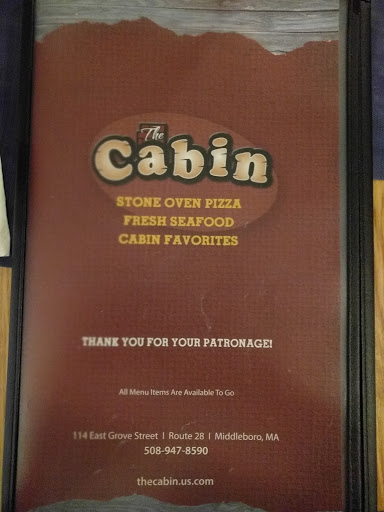 The
Cabin
STONE OVEN PIZZA
FRESH SEAFOOD
CABIN FAVORITES
THANK YOU FOR YOUR PATRONAGE!
All Menu Items Are Available To Go
114 East Grove Street | Route 28 | Middleboro, MA
508-947-8590
thecabin.us.com